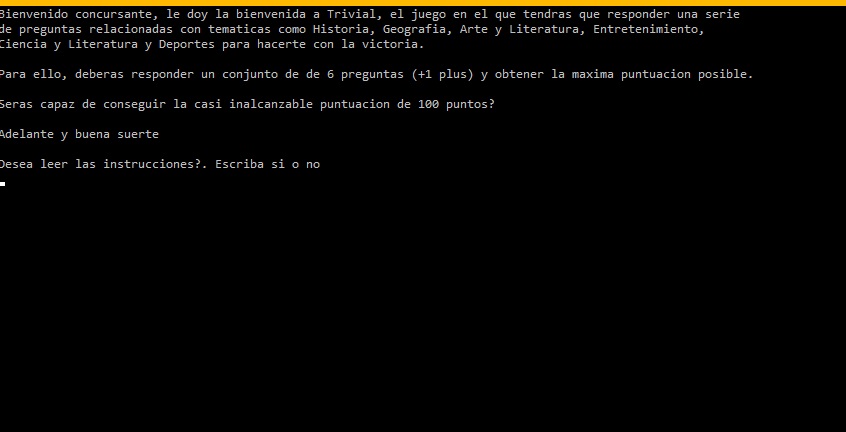 Bienvenido concursante, le doy la bienvenida a Trivial, el juego en el que tendras que responder una serie
de preguntas relacionadas con tematicas como Historia, Geografia, Arte y Literatura, Entretenimiento,
Ciencia y Literatura y Deportes para hacerte con la victoria.
Para ello, deberas responder un conjunto de de 6 preguntas (+1 plus) y obtener la maxima puntuacion posible.
Seras capaz de conseguir la casi inalcanzable puntuacion de 100 puntos?
Adelante y buena suerte
Desea leer las instrucciones?. Escriba si o no